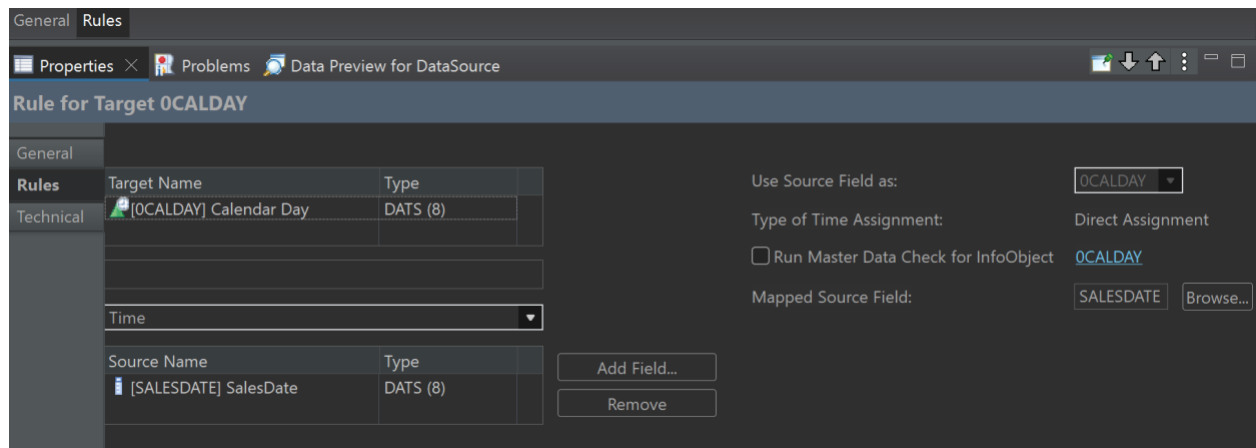 General Rules
Properties Problems Data Preview for DataSource
Rule for Target 0CALDAY
General
Rules
Technical
Target Name Type
[0CALDAY] Calendar Day DATS (8)
Time
Source Name Type
[SALESDATE] SalesDate DATS (8)
Add Field...
Remove
Use Source Field as: 0CALDAY
Type of Time Assignment: Direct Assignment
Run Master Data Check for InfoObject 0CALDAY
Mapped Source Field: SALESDATE Browse...